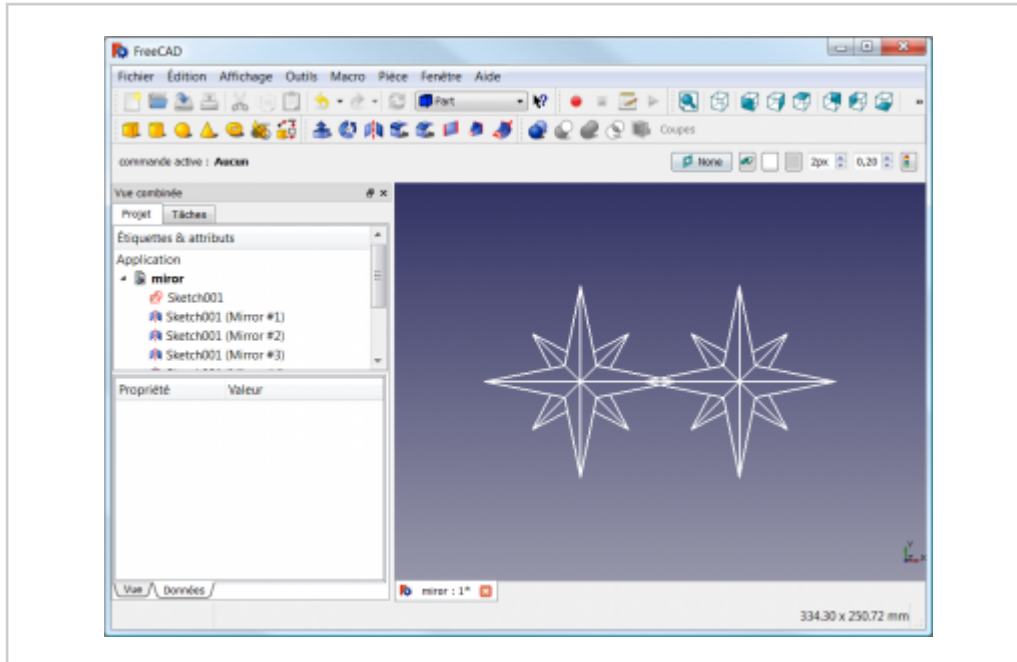 FreeCAD
Fichier Édition Affichage Outils Macro Pièce Fenêtre Aide
Part
Coupes
commande active : Aucun
None 2px 0,20
Vue combinée
Projet Tâches
Étiquettes & attributs
Application
miror
Sketch001
Sketch001 (Mirror #1)
Sketch001 (Mirror #2)
Sketch001 (Mirror #3)
Propriété Valeur
Y
X
Vue Données
miror : 1*
334.30 x 250.72 mm